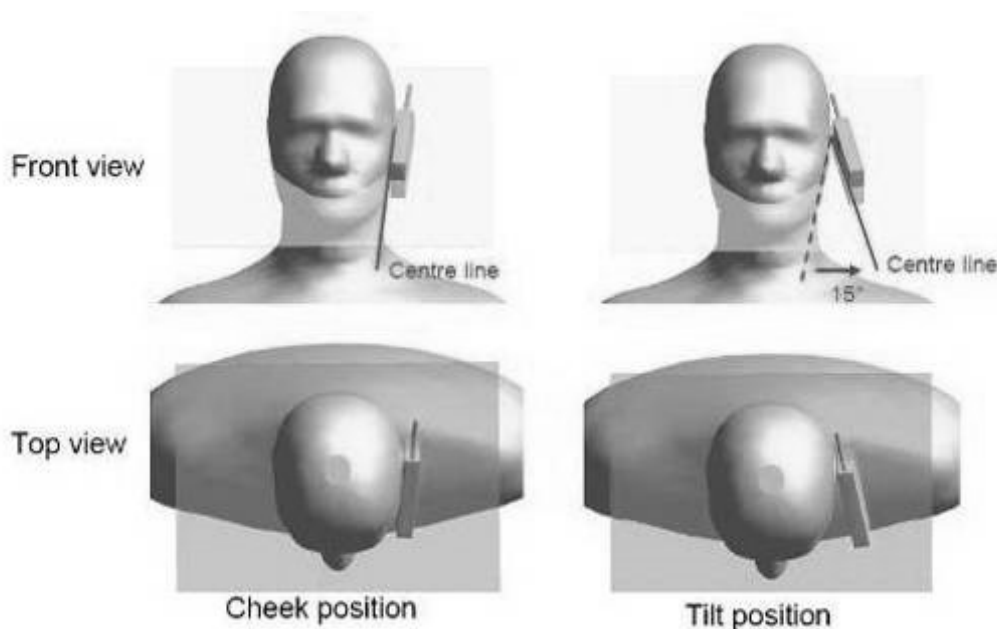 Front view
Centre line
Centre line
15°
Top view
Cheek position
Tilt position